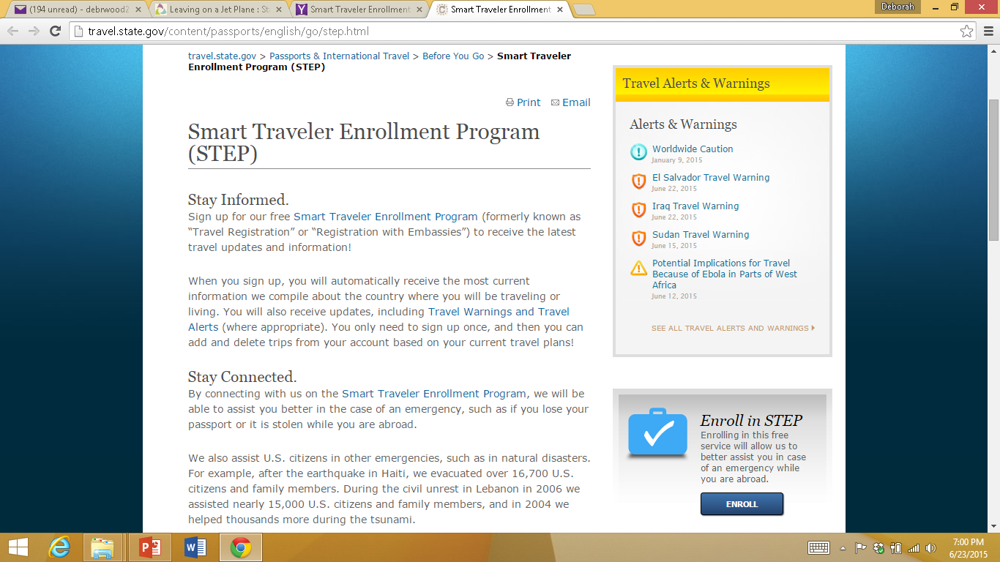 (194 unread) - debrwood2
Leaving on a Jet Plane : St
Smart Traveler Enrollment
Smart Traveler Enrollment
Deborah
travel.state.gov/content/passports/english/go/step.html
travel.state.gov > Passports & International Travel > Before You Go > Smart Traveler
Enrollment Program (STEP)
Print Email
Smart Traveler Enrollment Program
(STEP)
Stay Informed.
Sign up for our free Smart Traveler Enrollment Program (formerly known as
“Travel Registration” or “Registration with Embassies”) to receive the latest
travel updates and information!
When you sign up, you will automatically receive the most current
information we compile about the country where you will be traveling or
living. You will also receive updates, including Travel Warnings and Travel
Alerts (where appropriate). You only need to sign up once, and then you can
add and delete trips from your account based on your current travel plans!
Stay Connected.
By connecting with us on the Smart Traveler Enrollment Program, we will be
able to assist you better in the case of an emergency, such as if you lose your
passport or it is stolen while you are abroad.
We also assist U.S. citizens in other emergencies, such as in natural disasters.
For example, after the earthquake in Haiti, we evacuated over 16,700 U.S.
citizens and family members. During the civil unrest in Lebanon in 2006 we
assisted nearly 15,000 U.S. citizens and family members, and in 2004 we
helped thousands more during the tsunami.
Travel Alerts & Warnings
Alerts & Warnings
Worldwide Caution
January 9, 2015
El Salvador Travel Warning
June 22, 2015
Iraq Travel Warning
June 22, 2015
Sudan Travel Warning
June 15, 2015
Potential Implications for Travel
Because of Ebola in Parts of West
Africa
June 12, 2015
SEE ALL TRAVEL ALERTS AND WARNINGS
Enroll in STEP
Enrolling in this free
service will allow us to
better assist you in case
of an emergency while
you are abroad.
ENROLL
7:00 PM
6/23/2015